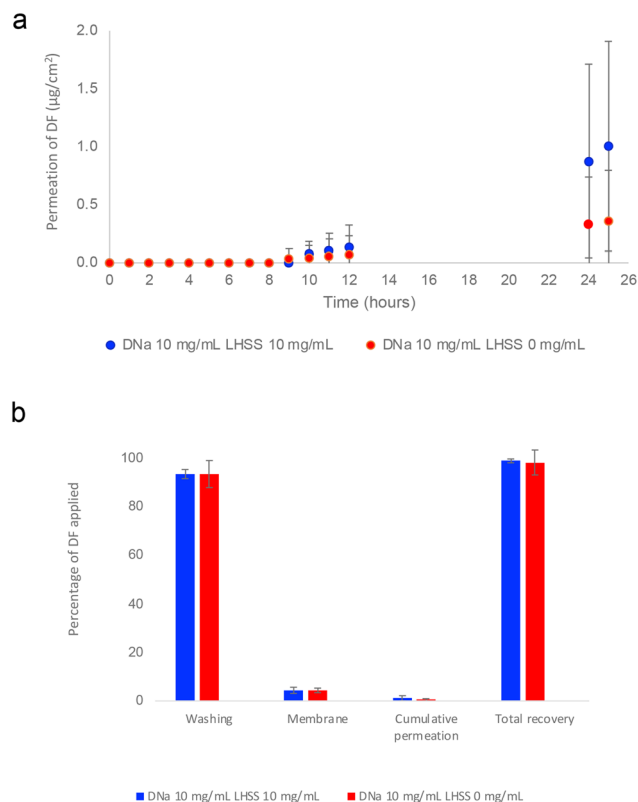 a
Permeation of DF (µg/cm²)
2.0
1.5
1.0
0.5
0.0
0 2 4 6 8 10 12 14 16 18 20 22 24 26
Time (hours)
DNa 10 mg/mL LHSS 10 mg/mL DNa 10 mg/mL LHSS 0 mg/mL
b
Percentage of DF applied
100
80
60
40
20
0
Washing Membrane Cumulative permeation Total recovery
DNa 10 mg/mL LHSS 10 mg/mL DNa 10 mg/mL LHSS 0 mg/mL